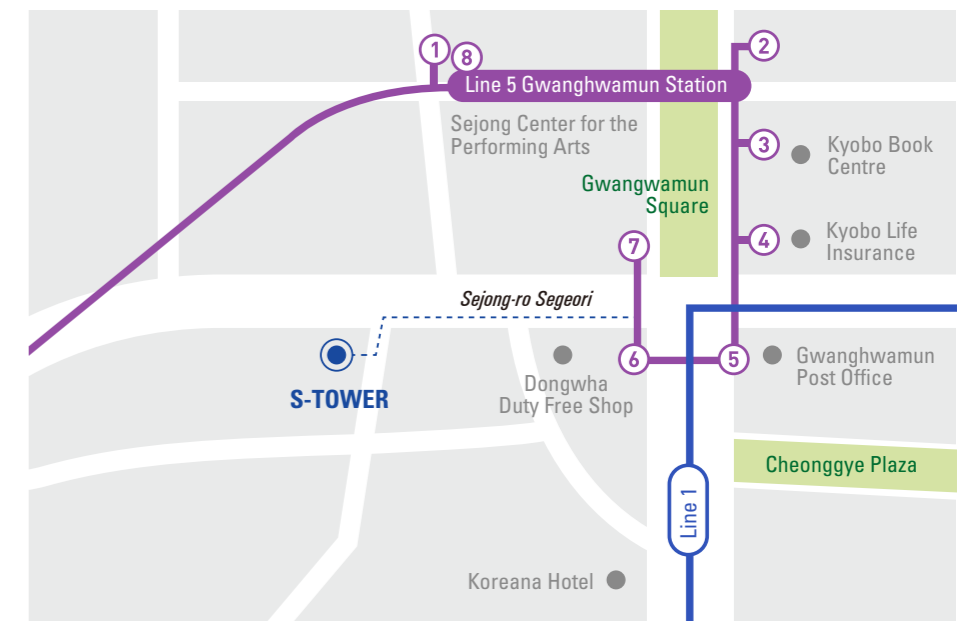 1
8
2
Line 5 Gwanghwamun Station
Sejong Center for the
Performing Arts
3
Kyobo Book
Centre
Gwangwamun
Square
7
4
Kyobo Life
Insurance
Sejong-ro Segeori
S-TOWER
6
5
Dongwha
Duty Free Shop
Gwanghwamun
Post Office
Cheonggye Plaza
Line 1
Koreana Hotel